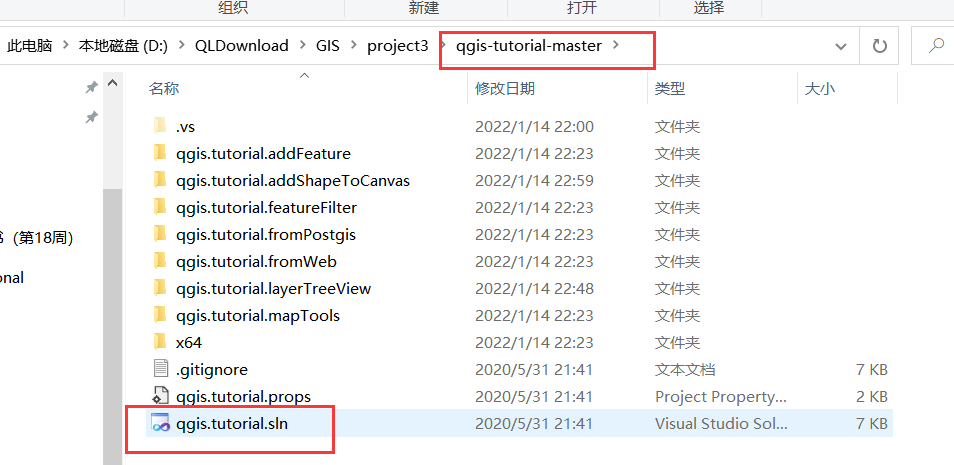 组织 新建 打开 选择
此电脑 > 本地磁盘 (D:) > QLDownload > GIS > project3 > qgis-tutorial-master >
名称 修改日期 类型 大小
.vs 2022/1/14 22:00 文件夹
qgis.tutorial.addFeature 2022/1/14 22:23 文件夹
qgis.tutorial.addShapeToCanvas 2022/1/14 22:59 文件夹
qgis.tutorial.featureFilter 2022/1/14 22:23 文件夹
qgis.tutorial.fromPostgis 2022/1/14 22:23 文件夹
(第18周)
qgis.tutorial.fromWeb 2022/1/14 22:23 文件夹
onal
qgis.tutorial.layerTreeView 2022/1/14 22:48 文件夹
qgis.tutorial.mapTools 2022/1/14 22:23 文件夹
x64 2022/1/14 22:23 文件夹
.gitignore 2020/5/31 21:41 文本文档 7 KB
qgis.tutorial.props 2020/5/31 21:41 Project Property... 2 KB
qgis.tutorial.sln 2020/5/31 21:41 Visual Studio Sol... 7 KB